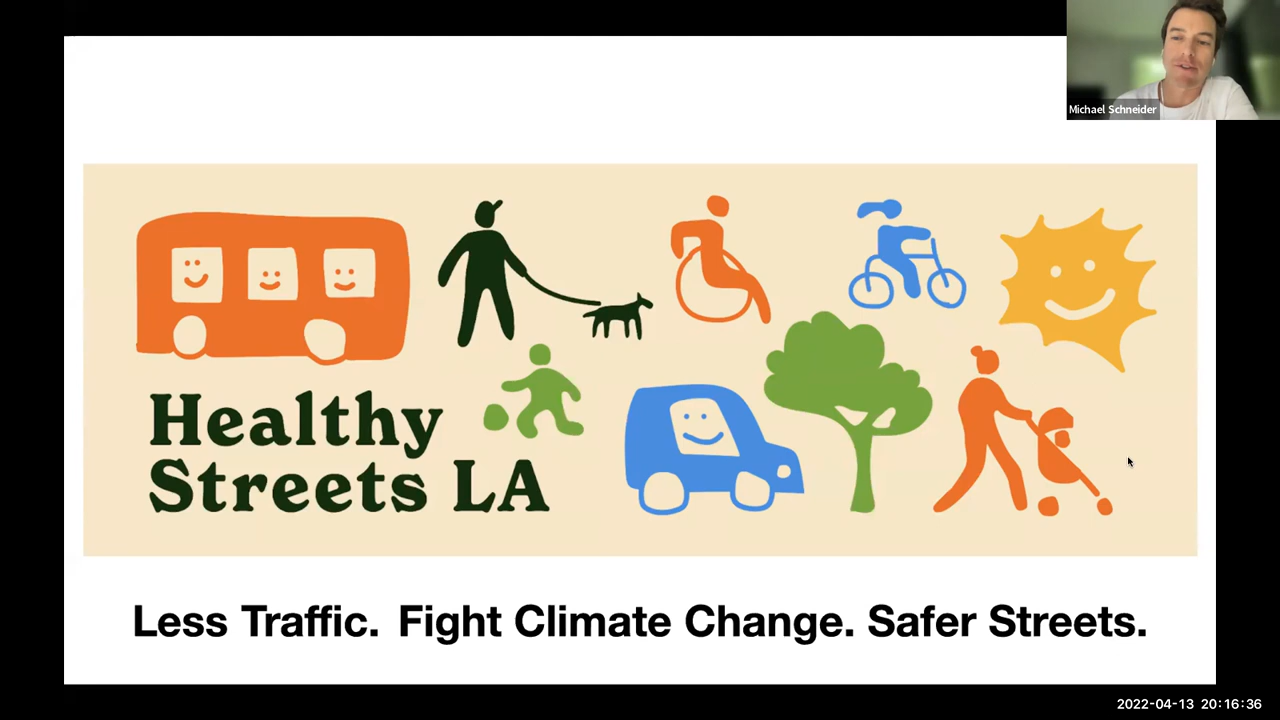 Michael Schneider
Healthy
Streets LA
Less Traffic. Fight Climate Change. Safer Streets.
2022-04-13 20:16:36